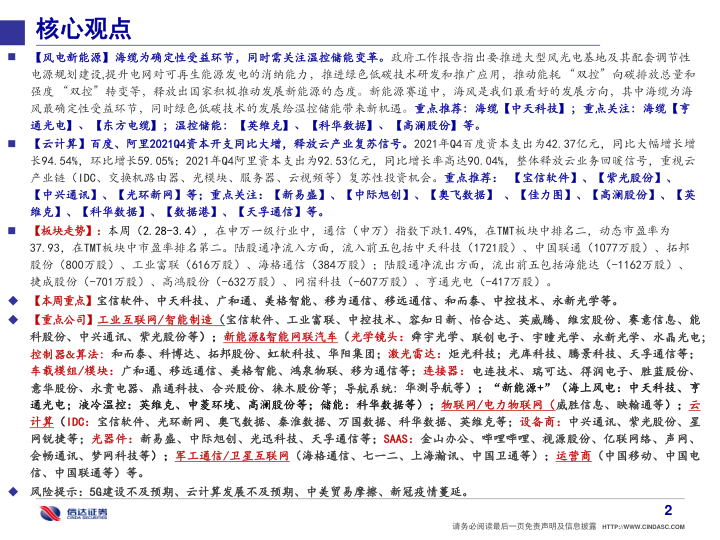 核心观点
【风电新能源】海缆为确定性受益环节，同时需关注温控储能变革。政府工作报告指出要推进大型风光电基地及其配套调节性
电源规划建设,提升电网对可再生能源发电的消纳能力，推进绿色低碳技术研发和推广应用，推动能耗“双控”向碳排放总量和
强度“双控”转变等，释放出国家积极推动发展新能源的态度。新能源赛道中，海风是我们看好的发展方向，其中海缆为海
风最确定性受益环节，同时绿色低碳技术的发展给温控储能带来新机遇。重点推荐：海缆【中天科技】；重点关注：海缆【亨
通光电】、【东方电缆】；温控储能：【英维克】、【科华数据】、【高澜股份】等。
【云计算】百度、阿里2021Q4资本开支同比大增，释放云产业复苏信号。2021年Q4百度资本支出为42.37亿元，同比大幅增长增
长94.54%，环比增长59.05%；2021年Q4阿里资本支出为92.53亿元，同比增长率高达90.04%，整体释放云业务回暖信号，重视云
产业链（IDC、交换机路由器、光模块、服务器、云视频等）复苏性投资机会。重点推荐： 【宝信软件】、【紫光股份】、
【中兴通讯】、【光环新网】等；重点关注：【新易盛】、【中际旭创】、【奥飞数据】 、【佳力图】、【高澜股份】、【英
维克】、【科华数据】、【数据港】、【天孚通信】等。
【板块走势】：本周（2.28-3.4），在申万一级行业中，通信（申万）指数下跌1.49%，在TMT板块中排名二，动态市盈率为
37.93，在TMT板块中市盈率排名第二。陆股通净流入方面，流入前五包括中天科技（1721股）、中国联通（1077股）、拓邦
股份（800万股）、工业富联（616万股）、海格通信（384万股）；陆股通净流出方面，流出前五包括海能达（-1162万股）、
捷成股份（-701万股）、高鸿股份（-632万股）、网宿科技（-607万股）、亨通光电（-417万股）。
【本周重点】宝信软件、中天科技、广和通、美格智能、移为通信、移远通信、和而泰、中控技术、永新光学等。
【重点公司】工业互联网/智能制造（宝信软件、工业富联、中控技术、容知日新、怡合达、英威腾、维宏股份、赛意信息、能
科股份、中兴通讯、紫光股份等）；新能源&智能网联汽车（光学镜头：舜宇光学、联创电子、宇瞳光学、永新光学、水晶光电；
控制器&算法：和而泰、科博达、拓邦股份、虹软科技、华阳集团；激光雷达：炬光科技；光库科技、腾景科技、天孚通信等；
车载模组/模块：广和通、移远通信、美格智能、鸿泉物联、移为通信等；连接器：电连技术、瑞可达、得润电子、胜蓝股份、
意华股份、永贵电器、鼎通科技、合兴股份、徕木股份等；导航系统：华测导航等）；“新能源+”（海上风电：中天科技、亨
通光电；液冷温控：英维克、申菱环境、高澜股份等；储能：科华数据等）；物联网/电力物联网（威胜信息、映翰通等）；云
计算（IDC：宝信软件、光环新网、奥飞数据、秦淮数据、万国数据、科华数据、英维克等；设备商：中兴通讯、紫光股份、星
网锐捷等；光器件：新易盛、中际旭创、光迅科技、天孚通信等；SAAS：金山办公、哔哩哔哩、视源股份、亿联网络、声网、
会畅通讯、梦网科技等）；军工通信/卫星互联网（海格通信、七一二、上海瀚讯、中国卫通等）；运营商（中国移动、中国电
信、中国联通等）等。
风险提示：5G建设不及预期、云计算发展不及预期、中美贸易摩擦、新冠疫情蔓延。
信达证券
CINDA SECURITIES
2
请务必阅读最后一页免责声明及信息披露 HTTP://WWW.CINDASC.COM